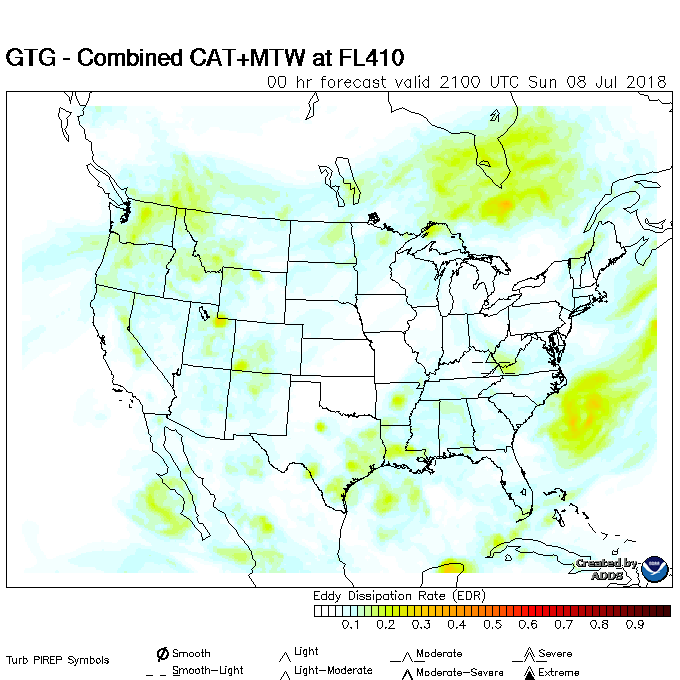 GTG - Combined CAT+MTW at FL410
00 hr forecast valid 2100 UTC Sun 08 Jul 2018
Created by
ADDS
Eddy Dissipation Rate (EDR)
0.1 0.2 0.3 0.4 0.5 0.6 0.7 0.8 0.9
Turb PIREP Symbols
Smooth Light Moderate Severe
Smooth-Light Light-Moderate Moderate-Severe Extreme